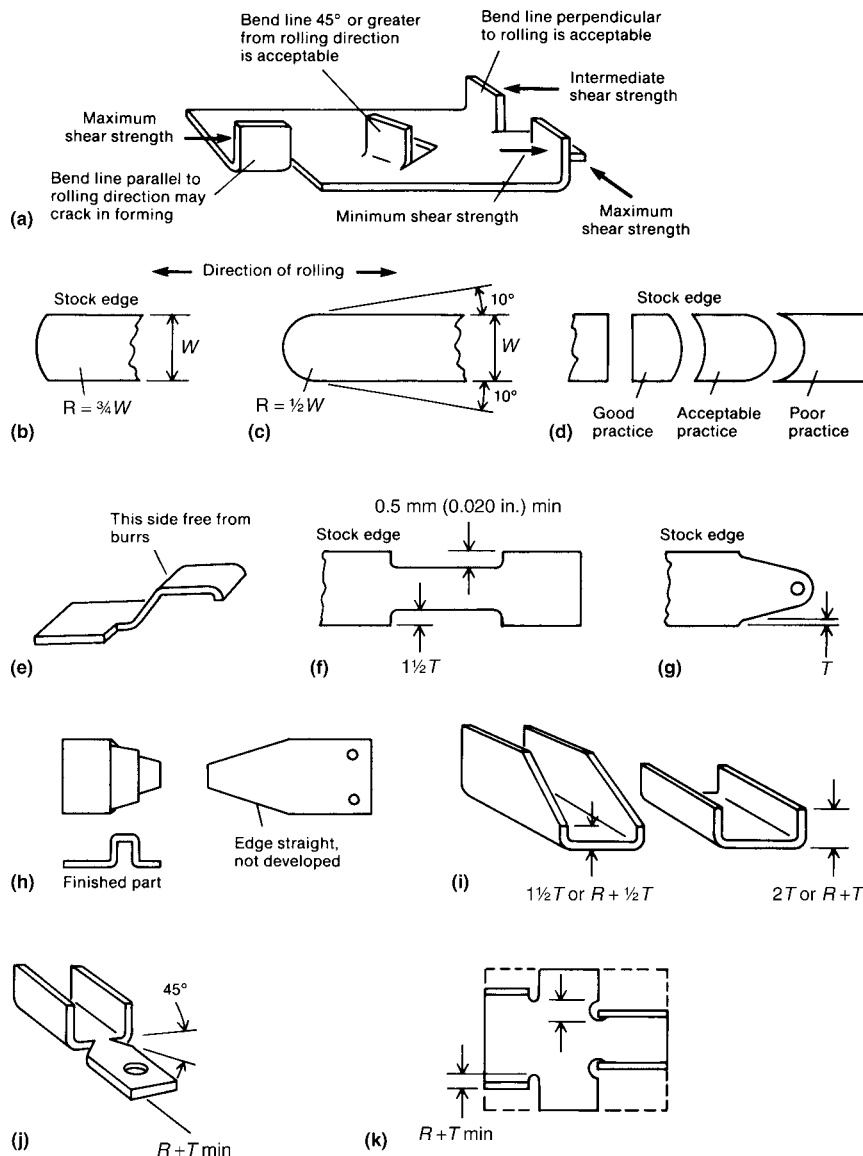 Bend line 45° or greater
from rolling direction
is acceptable
Bend line perpendicular
to rolling is acceptable
Intermediate
shear strength
Maximum
shear strength
Bend line parallel to
rolling direction may
crack in forming
Minimum shear strength
Maximum
shear strength
(a)
Direction of rolling
Stock edge
W
R = ¾W
(b)
10°
W
10°
R = ½W
(c)
Stock edge
Good
practice
Acceptable
practice
Poor
practice
(d)
This side free from
burrs
(e)
0.5 mm (0.020 in.) min
Stock edge
1½T
(f)
Stock edge
T
(g)
Edge straight,
not developed
Finished part
(h)
1½T or R + ½T
2T or R+T
(i)
45°
R+T min
(j)
R+T min
(k)